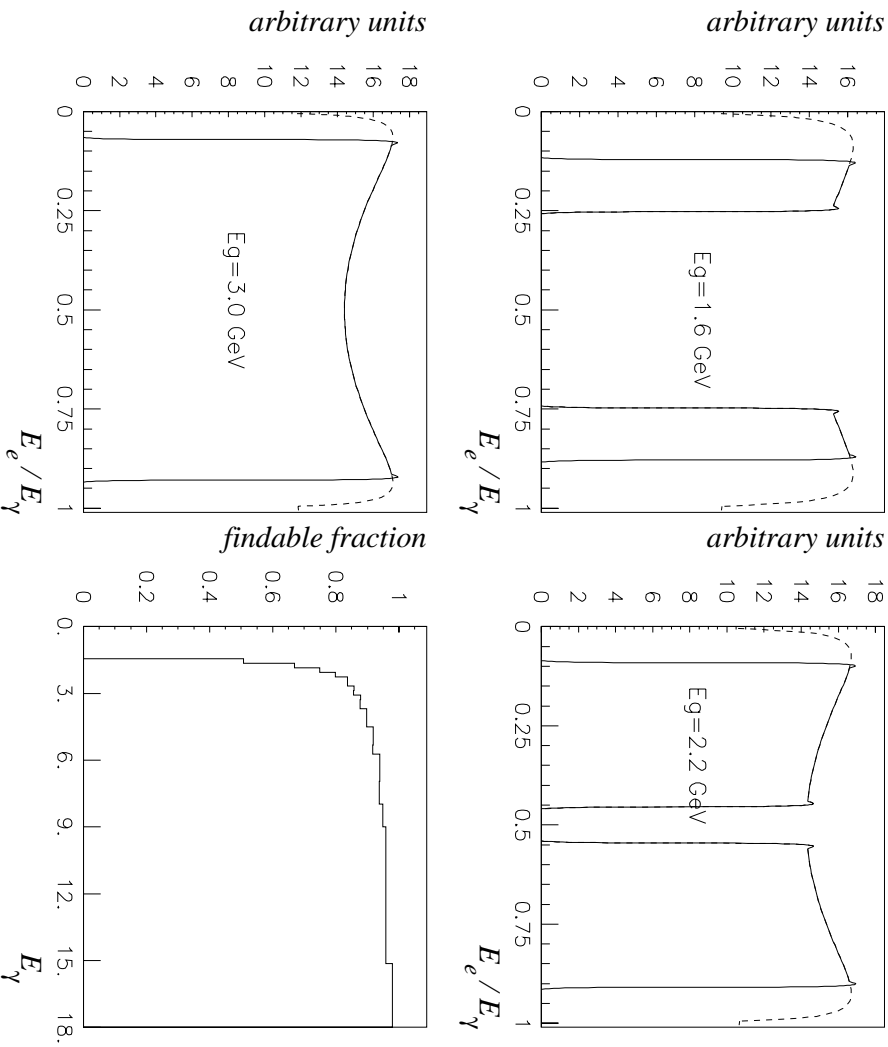 arbitrary units
16
14
12
10
8
6
4
2
0
Eg=1.6 GeV
0 0.25 0.5 0.75 1
E_e / E_γ
arbitrary units
18
16
14
12
10
8
6
4
2
0
Eg=2.2 GeV
0 0.25 0.5 0.75 1
E_e / E_γ
arbitrary units
18
16
14
12
10
8
6
4
2
0
Eg=3.0 GeV
0 0.25 0.5 0.75 1
E_e / E_γ
findable fraction
1
0.8
0.6
0.4
0.2
0
0. 3. 6. 9. 12. 15. 18.
E_γ